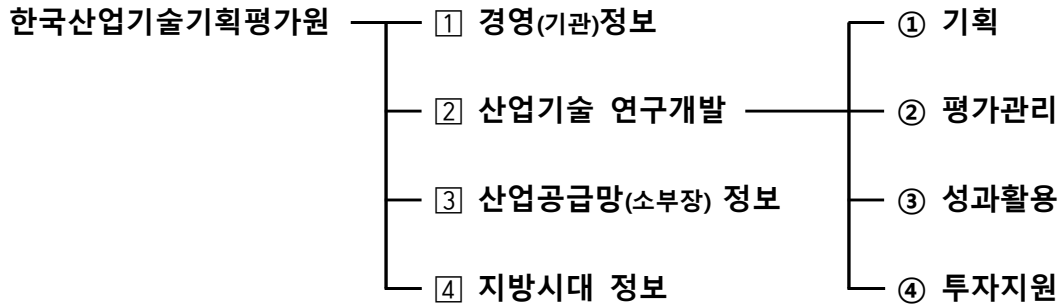 한국산업기술기획평가원
1 경영(기관)정보
2 산업기술 연구개발
3 산업공급망(소부장) 정보
4 지방시대 정보
① 기획
② 평가관리
③ 성과활용
④ 투자지원